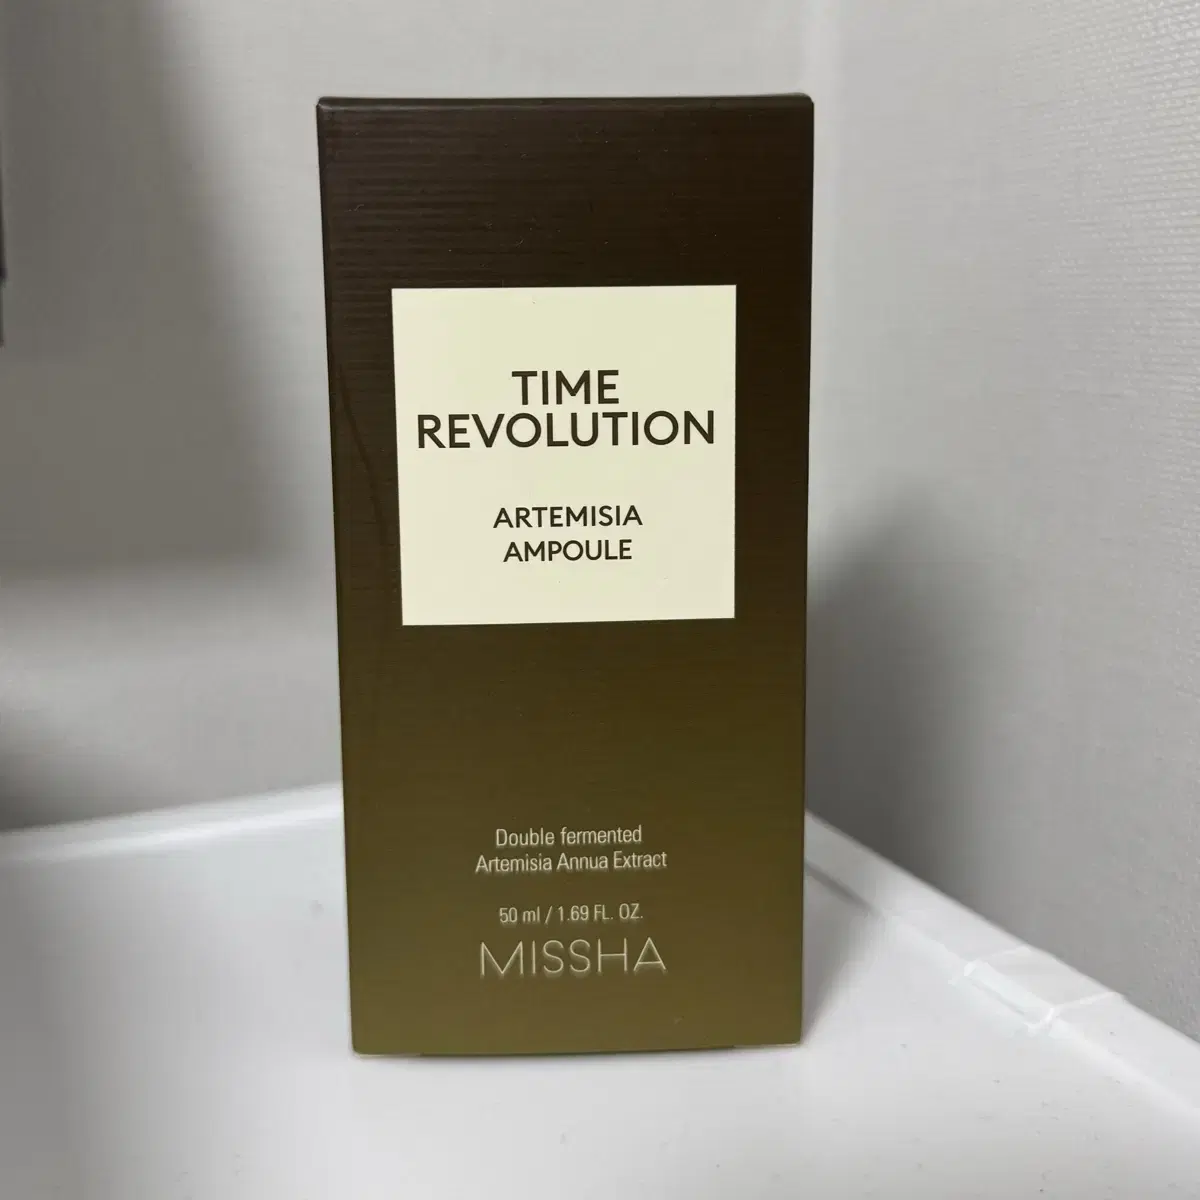 TIME
REVOLUTION
ARTEMISIA
AMPOULE
Double fermented
Artemisia Annua Extract
50 ml / 1.69 FL. OZ.
MISSHA